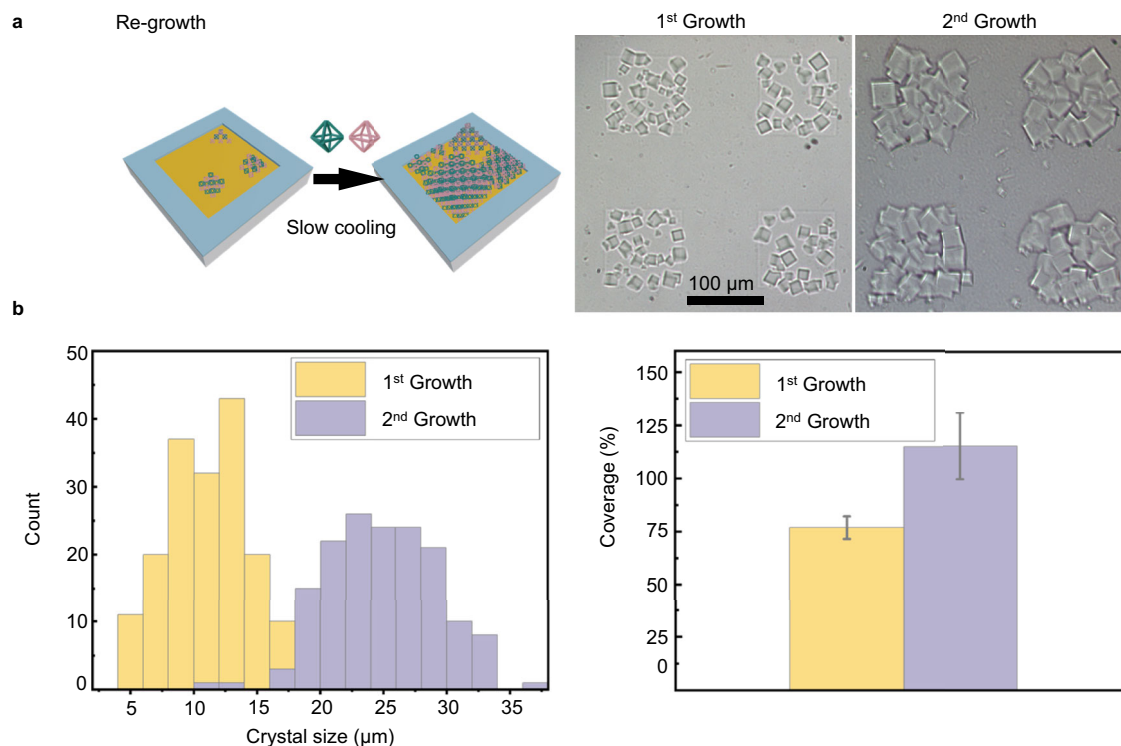 a
Re-growth
1st Growth
2nd Growth
Slow cooling
100 µm
b
50
40
30
20
10
0
Count
1st Growth
2nd Growth
5
10
15
20
25
30
35
Crystal size (µm)
150
125
100
75
50
25
0
Coverage (%)
1st Growth
2nd Growth